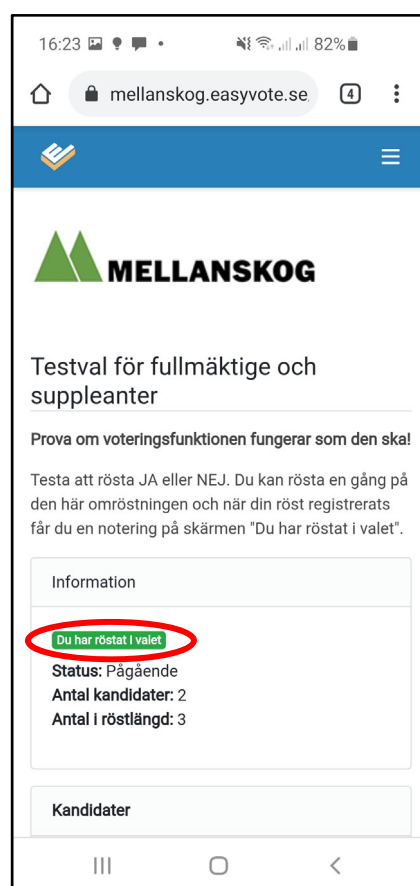 16:23 82%
mellanskog.easyvote.se 4
MELLANSKOG
Testval för fullmäktige och
suppleanter
Prova om voteringsfunktionen fungerar som den ska!
Testa att rösta JA eller NEJ. Du kan rösta en gång på
den här omröstningen och när din röst registrerats
får du en notering på skärmen "Du har röstat i valet".
Information
Du har röstat i valet
Status: Pågående
Antal kandidater: 2
Antal i röstlängd: 3
Kandidater